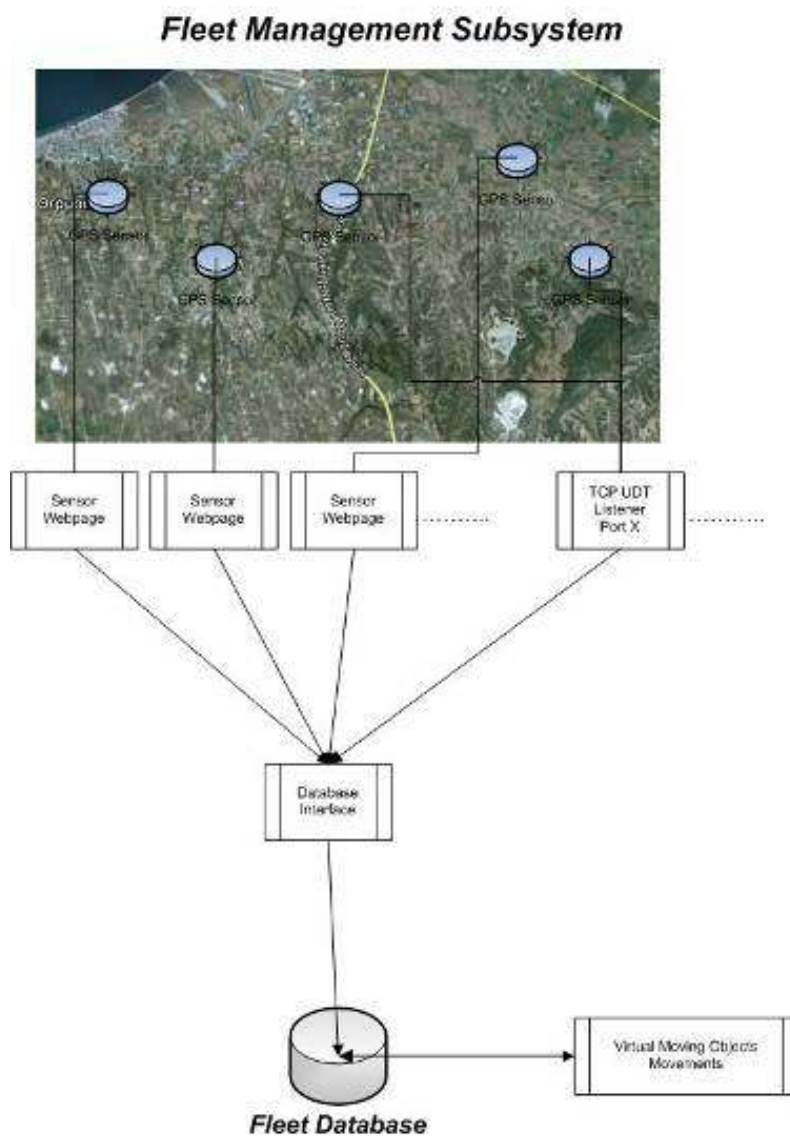 Fleet Management Subsystem
GPS Sensor
GPS Sensor
GPS Sensor
GPS Sensor
GPS Sensor
Sensor
Webpage
Sensor
Webpage
Sensor
Webpage
TCP UDT
Listener
Port X
Database
Interface
Virtual Moving Objects
Movements
Fleet Database